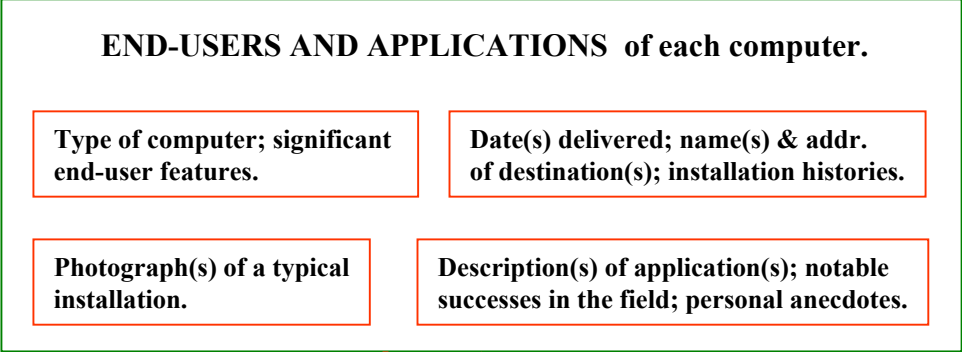 END-USERS AND APPLICATIONS of each computer.
Type of computer; significant
end-user features.
Date(s) delivered; name(s) & addr.
of destination(s); installation histories.
Photograph(s) of a typical
installation.
Description(s) of application(s); notable
successes in the field; personal anecdotes.